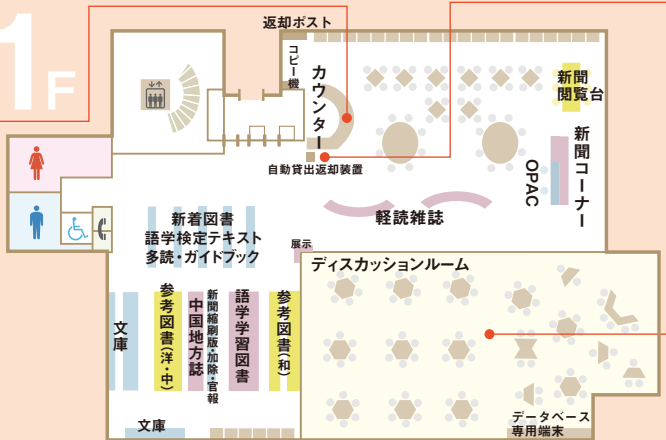 1F
返却ポスト
コピー機
カウンター
自動貸出返却装置
新聞
閲覧台
新聞コーナー
OPAC
軽読雑誌
新着図書
語学検定テキスト
多読・ガイドブック
展示
ディスカッションルーム
文庫
参考図書(洋・中)
中国地方誌
新聞縮刷版・加除・官報
語学学習図書
参考図書(和)
文庫
データベース
専用端末